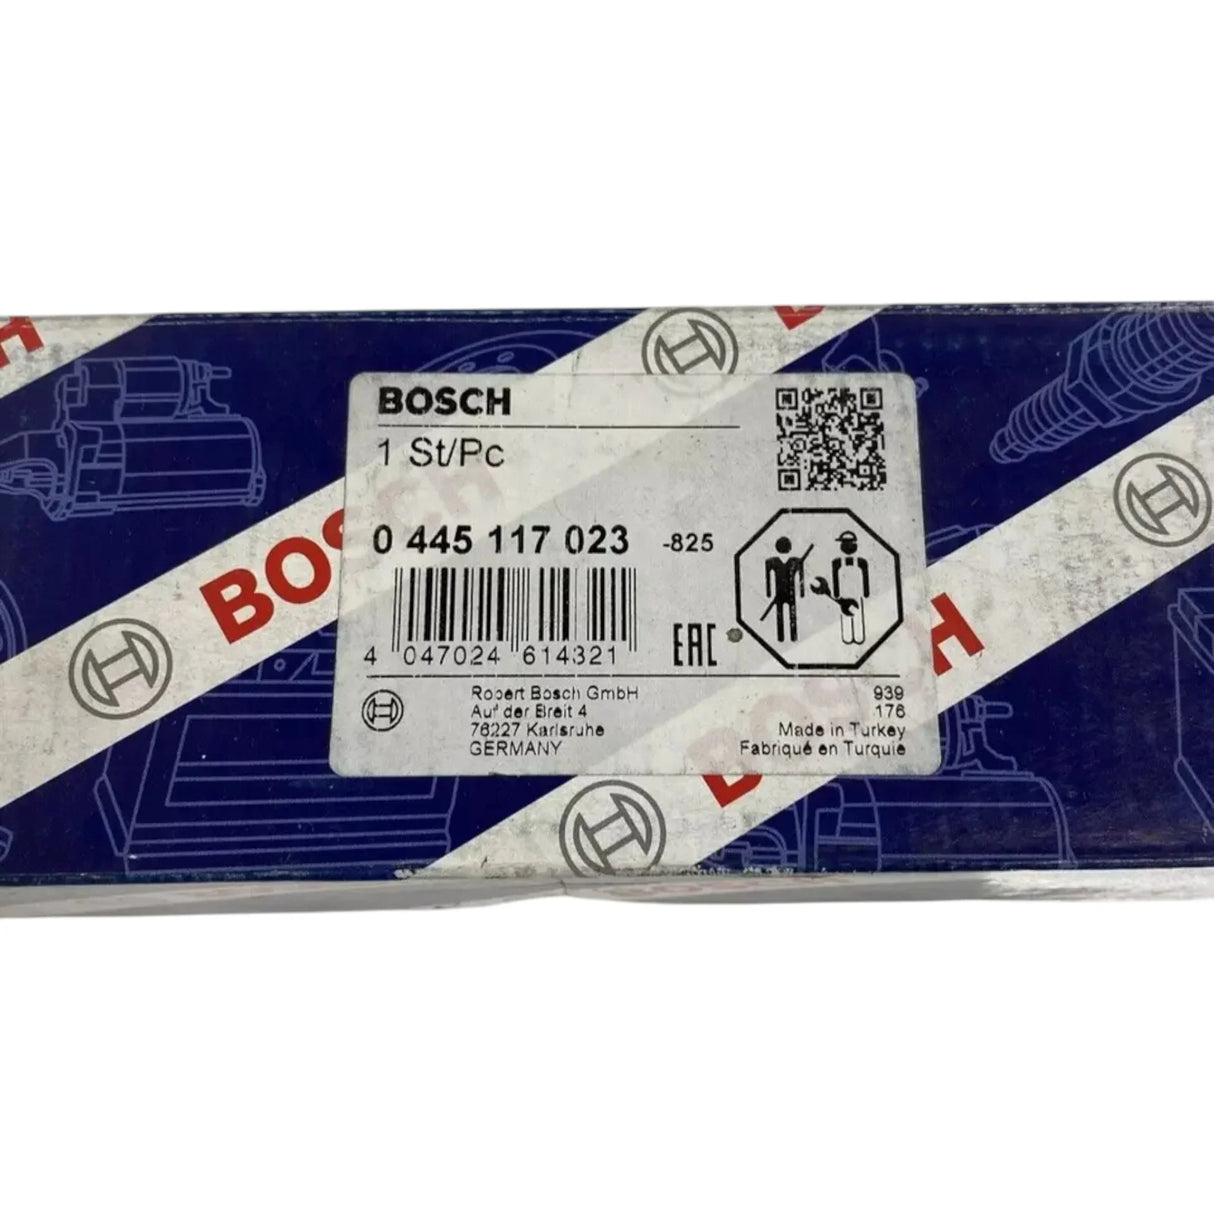 BOSCH
1 St/Pc
0 445 117 023 -825
4 047024 614321
EAC
Robert Bosch GmbH
Auf der Breit 4
76227 Karlsruhe
GERMANY
939
176
Made in Turkey
Fabriqué en Turquie
BOSCH
BOSCH